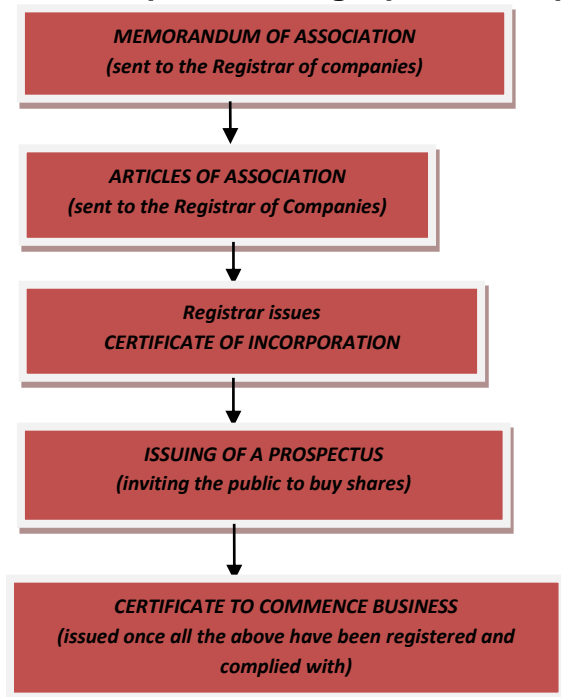 MEMORANDUM OF ASSOCIATION
(sent to the Registrar of companies)
ARTICLES OF ASSOCIATION
(sent to the Registrar of Companies)
Registrar issues
CERTIFICATE OF INCORPORATION
ISSUING OF A PROSPECTUS
(inviting the public to buy shares)
CERTIFICATE TO COMMENCE BUSINESS
(issued once all the above have been registered and
complied with)